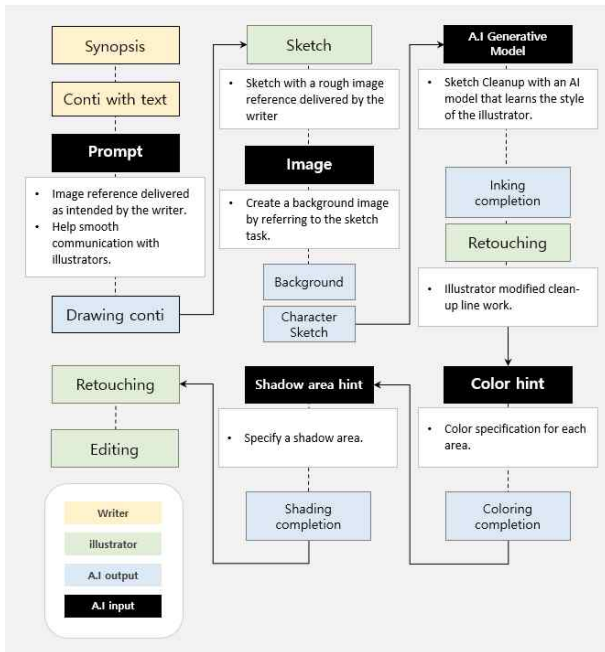 Synopsis
Conti with text
Prompt
• Image reference delivered
as intended by the writer.
• Help smooth
communication with
illustrators.
Drawing conti
Sketch
• Sketch with a rough image
reference delivered by the
writer
Image
• Create a background image
by referring to the sketch
task.
Background
Character
Sketch
A.I Generative
Model
• Sketch Cleanup with an AI
model that learns the style
of the illustrator.
Inking
completion
Retouching
• Illustrator modified clean-
up line work.
Color hint
• Color specification for each
area.
Coloring
completion
Shadow area hint
• Specify a shadow area.
Shading
completion
Retouching
Editing
Writer
illustrator
A.I output
A.I input